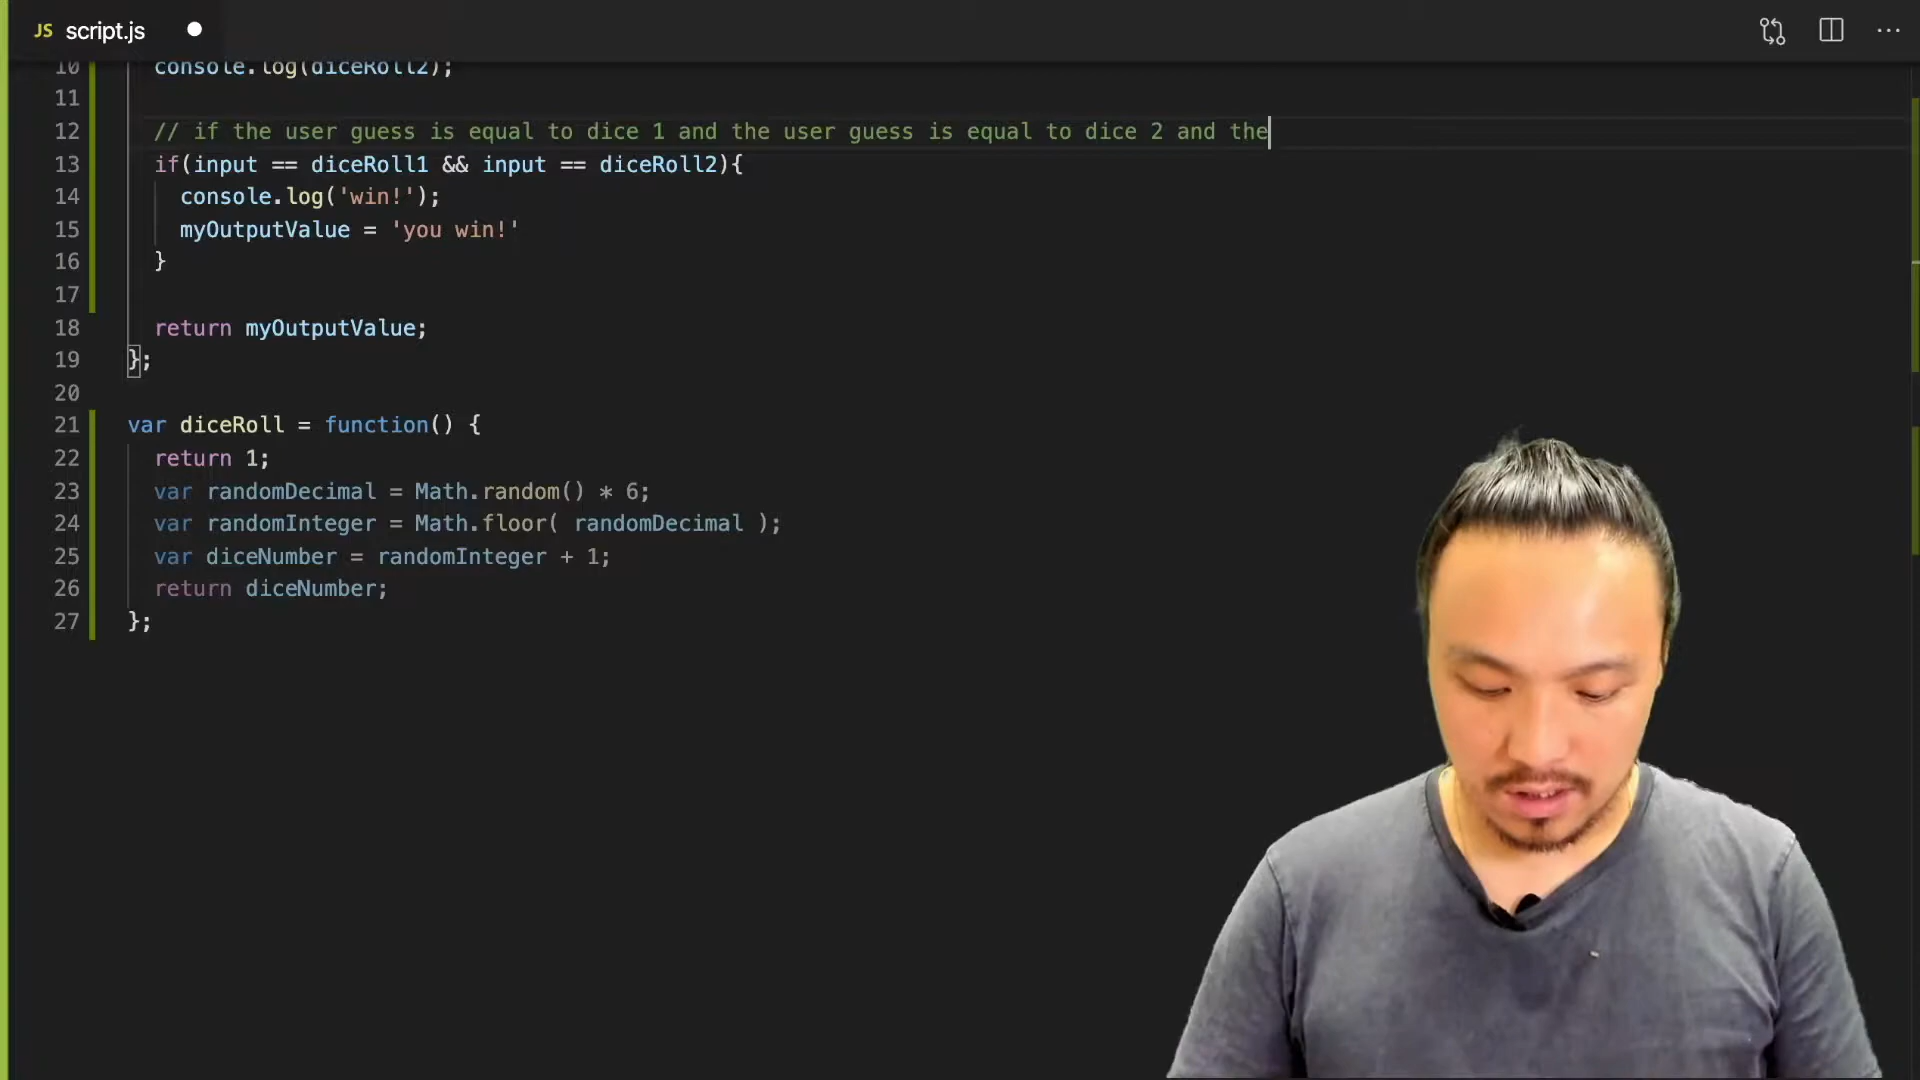 JS script.js
10 console.log(diceRoll2);
11
12 // if the user guess is equal to dice 1 and the user guess is equal to dice 2 and the
13 if(input == diceRoll1 && input == diceRoll2){
14 console.log('win!');
15 myOutputValue = 'you win!'
16 }
17
18 return myOutputValue;
19 };
20
21 var diceRoll = function() {
22 return 1;
23 var randomDecimal = Math.random() * 6;
24 var randomInteger = Math.floor( randomDecimal );
25 var diceNumber = randomInteger + 1;
26 return diceNumber;
27 };